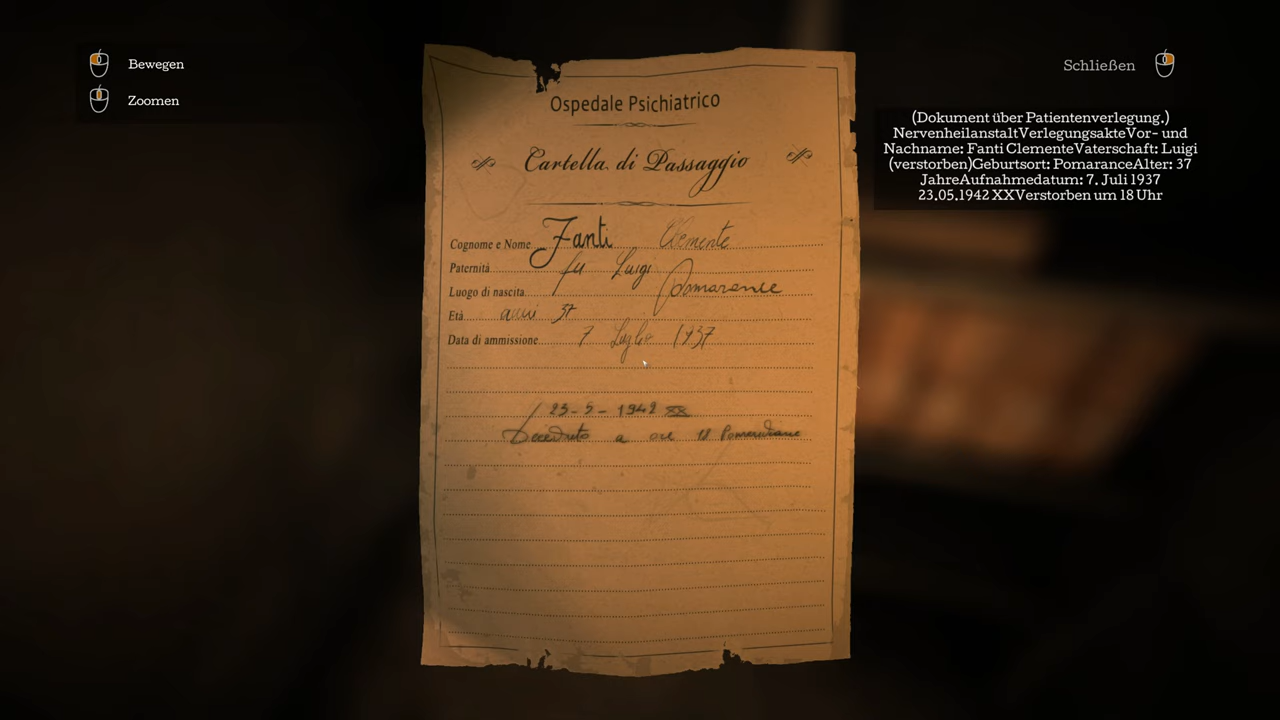 Bewegen
Zoomen
Schließen
(Dokument über Patientenverlegung.)
NervenheilanstaltVerlegungsakteVor- und
Nachname: Fanti ClementeVaterschaft: Luigi
(verstorben)Geburtsort: PomaranceAlter: 37
JahreAufnahmedatum: 7. Juli 1937
23.05.1942 XXVerstorben um 18 Uhr
Ospedale Psichiatrico
Cartella di Passaggio
Cognome e Nome Fanti Clemente
Paternità fu Luigi
Luogo di nascita Pomarance
Età anni 37
Data di ammissione 7 Luglio 1937
23-5-1942 XX
Deceduto a ore 18 Pomeridiane